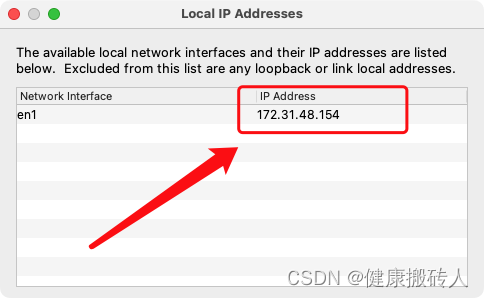 Local IP Addresses
The available local network interfaces and their IP addresses are listed
below.  Excluded from this list are any loopback or link local addresses.
Network Interface IP Address
en1 172.31.48.154
CSDN @健康搬砖人